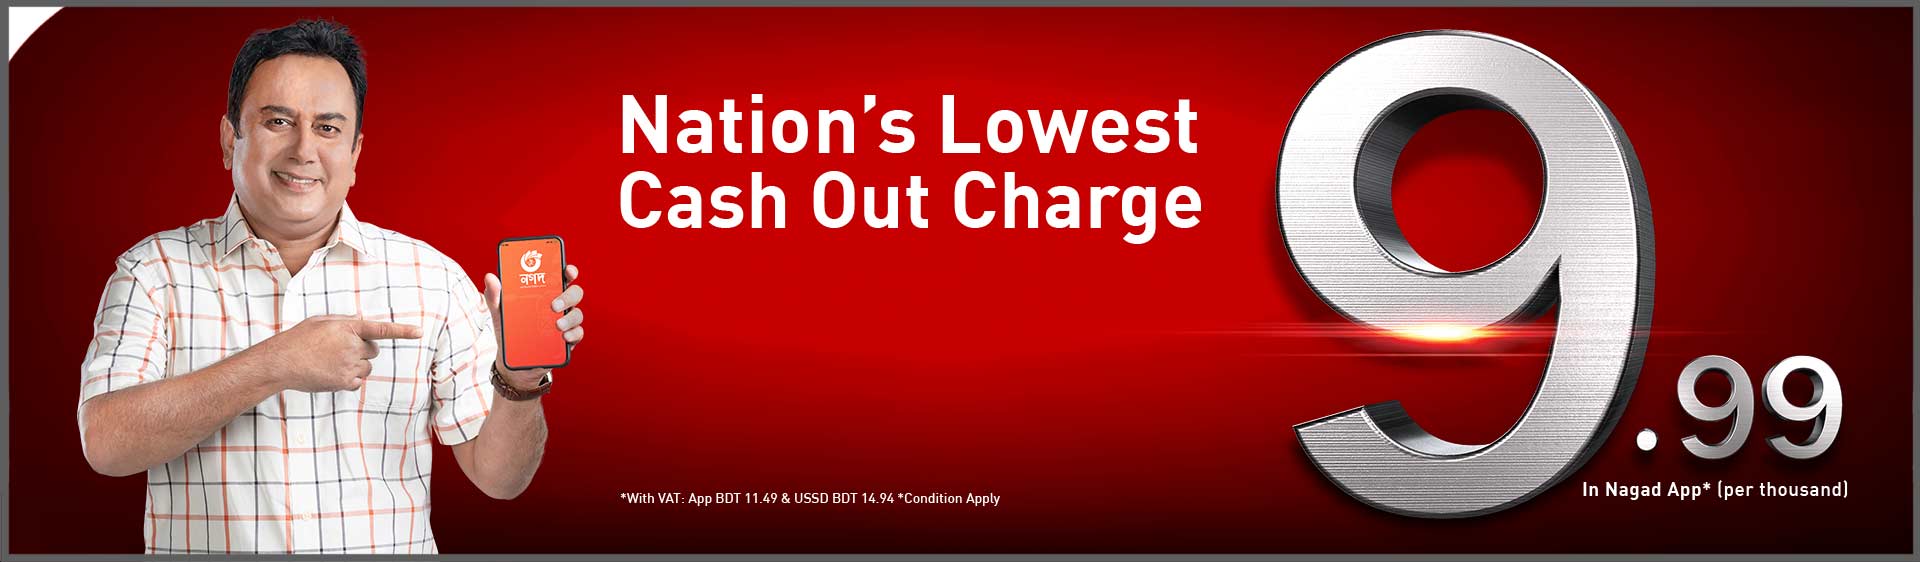 Nation's Lowest
Cash Out Charge
নগদ
9.99
In Nagad App* (per thousand)
*With VAT: App BDT 11.49 & USSD BDT 14.94 *Condition Apply